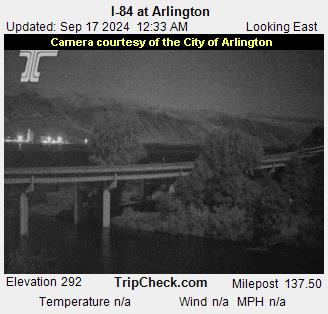 I-84 at Arlington
Updated: Sep 17 2024 12:33 AM Looking East
Camera courtesy of the City of Arlington
Elevation 292 TripCheck.com Milepost 137.50
Temperature n/a Wind n/a MPH n/a